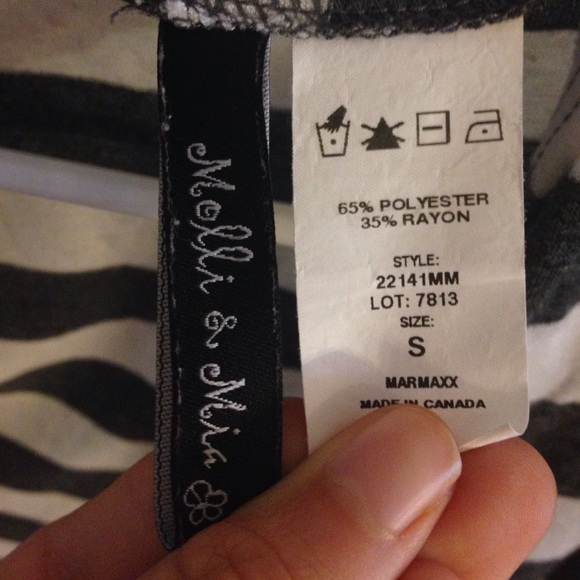 Molli & Mia
65% POLYESTER
35% RAYON
STYLE:
22141MM
LOT: 7813
SIZE:
S
MARMAXX
MADE IN CANADA